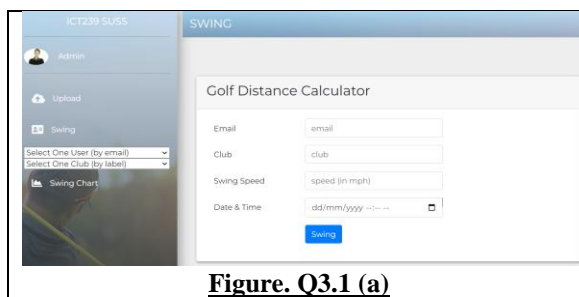 ICT239 SUSS
SWING
Admin
Upload
Swing
Select One User (by email)
Select One Club (by label)
Swing Chart
Golf Distance Calculator
Email
email
Club
club
Swing Speed
speed (in mph)
Date & Time
dd/mm/yyyy --:-- --
Swing
Figure. Q3.1 (a)